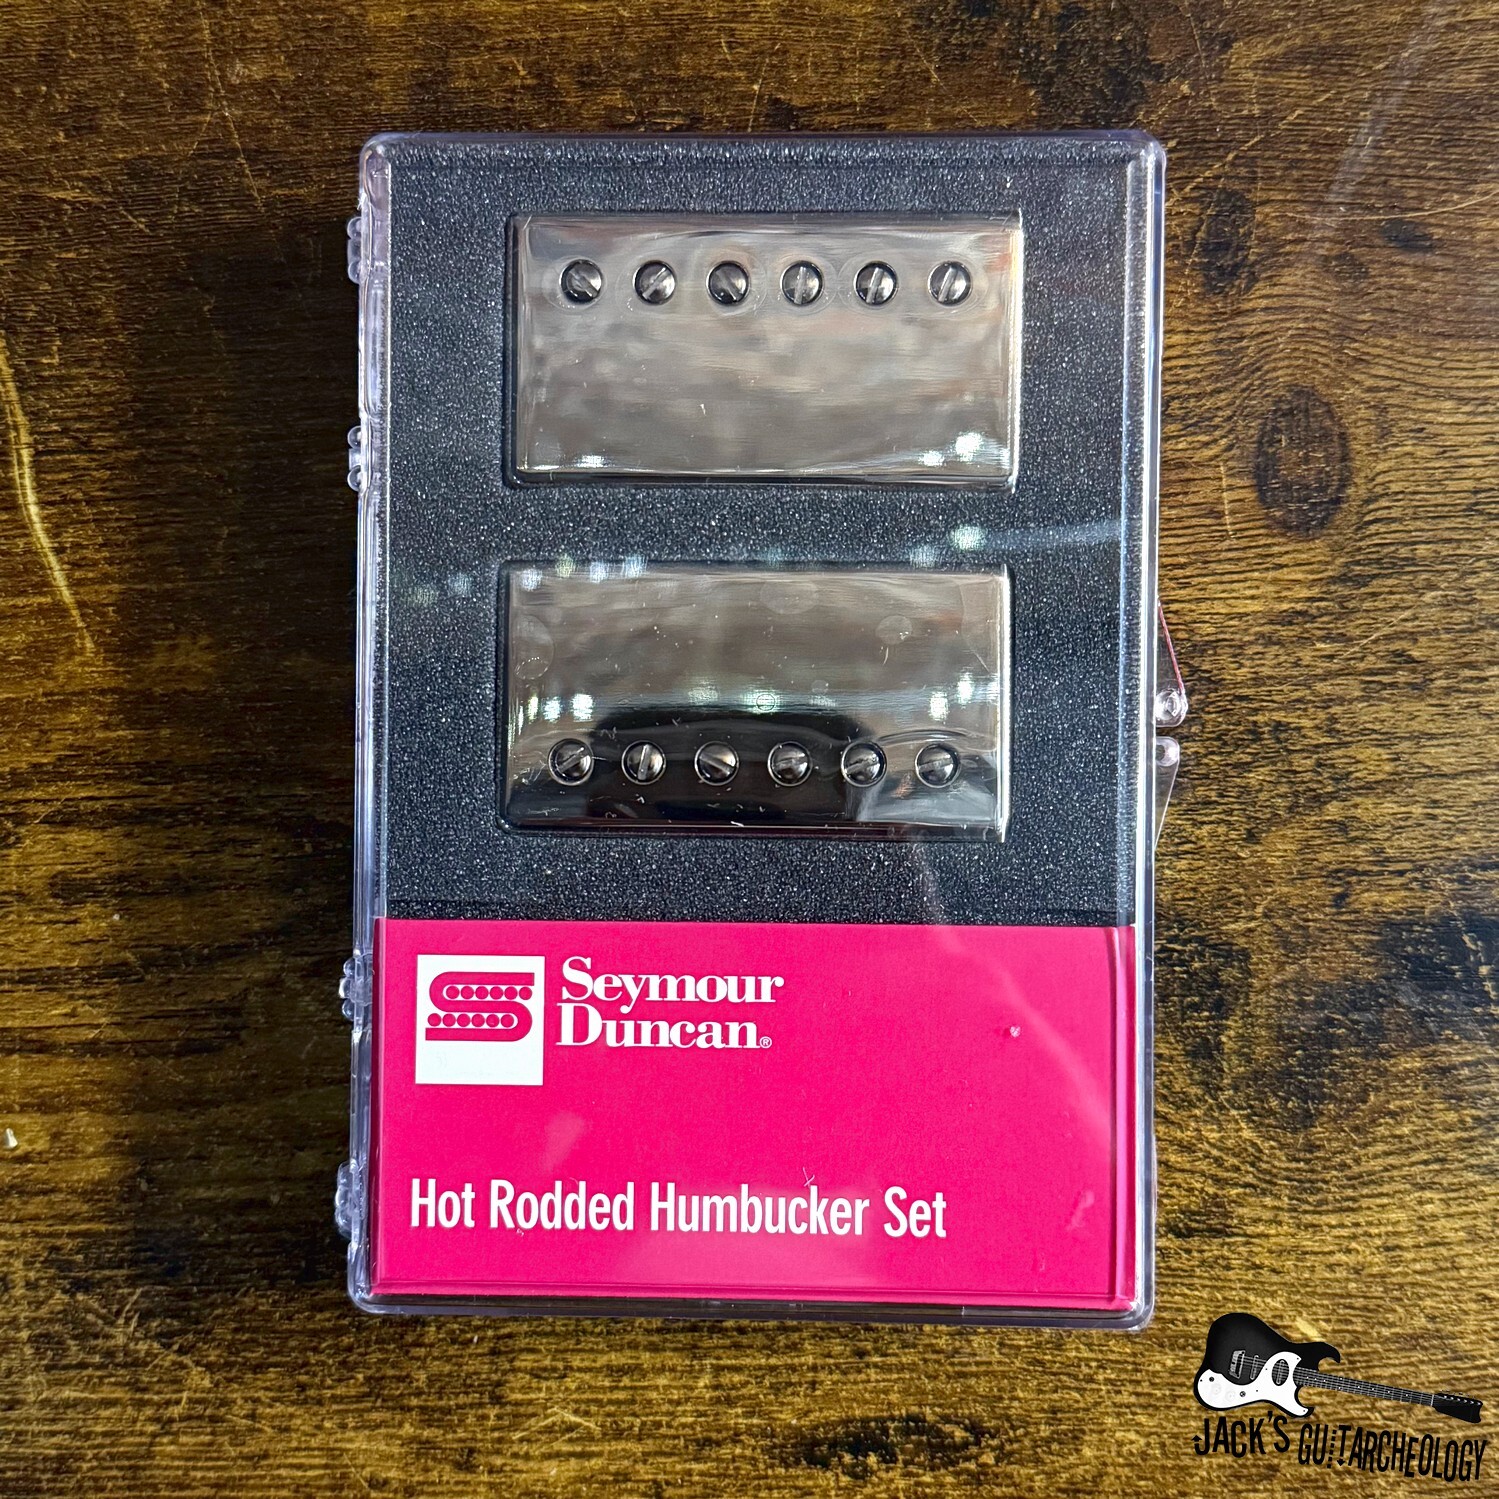 Seymour
Duncan®
Hot Rodded Humbucker Set
JACK'S GUITARCHEOLOGY